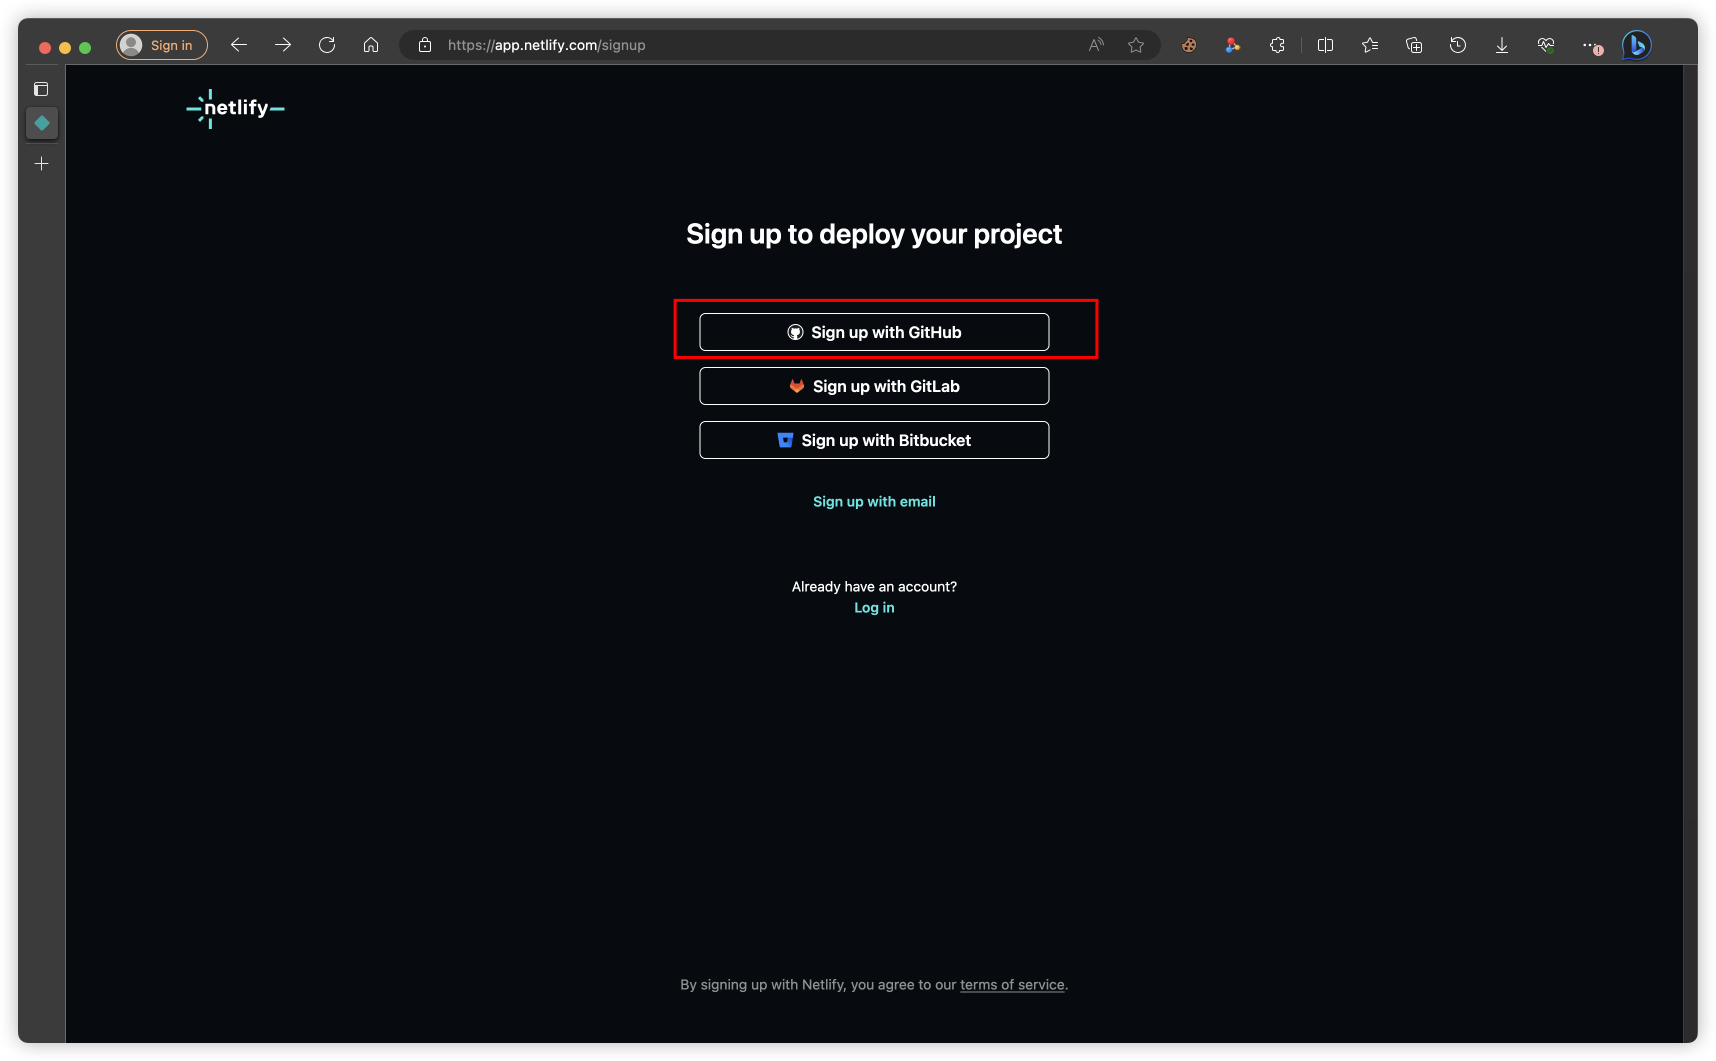 Sign in
https://app.netlify.com/signup
netlify
Sign up to deploy your project
Sign up with GitHub
Sign up with GitLab
Sign up with Bitbucket
Sign up with email
Already have an account?
Log in
By signing up with Netlify, you agree to our terms of service.